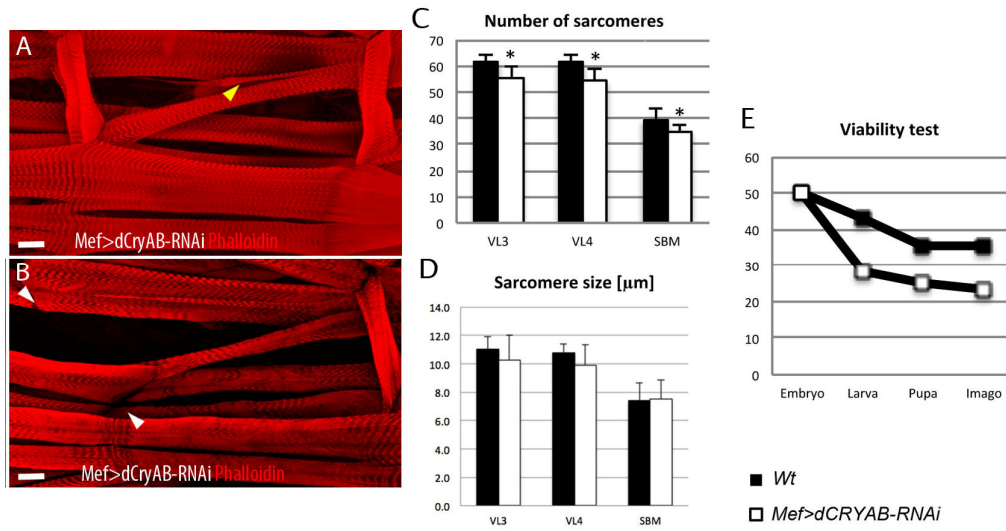 A
Mef>dCryAB-RNAi Phalloidin
B
Mef>dCryAB-RNAi Phalloidin
C
Number of sarcomeres
70
60
50
40
30
20
10
0
*
*
*
VL3 VL4 SBM
D
Sarcomere size [µm]
14.0
12.0
10.0
8.0
6.0
4.0
2.0
0.0
VL3 VL4 SBM
E
Viability test
60
50
40
30
20
10
0
Embryo Larva Pupa Imago
Wt
Mef>dCRYAB-RNAi